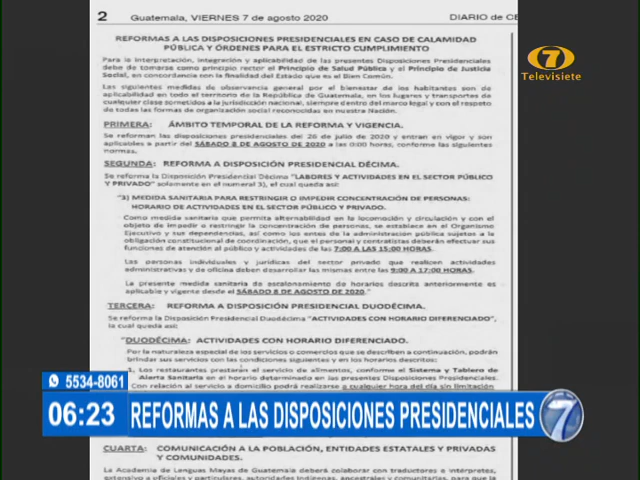 2 Guatemala, VIERNES 7 de agosto 2020 DIARIO de CE
7
Televisiete
REFORMAS A LAS DISPOSICIONES PRESIDENCIALES EN CASO DE CALAMIDAD
PÚBLICA Y ÓRDENES PARA EL ESTRICTO CUMPLIMIENTO
Para la interpretación, integración y aplicabilidad de las presentes Disposiciones Presidenciales
debe de tomarse como principio rector el Principio de Salud Pública y el Principio de Justicia
Social, en concordancia con la finalidad del Estado que es el Bien Común.
Las siguientes medidas de observancia general por el bienestar de los habitantes son de
aplicabilidad en todo el territorio de la República de Guatemala, en los lugares y transportes de
cualquier clase sometidos a la jurisdicción nacional, siempre dentro del marco legal y con el respeto
de todas las formas de organización social reconocidas en nuestra Nación.
PRIMERA: ÁMBITO TEMPORAL DE LA REFORMA Y VIGENCIA.
Se reforman las disposiciones presidenciales del 26 de julio de 2020 y entran en vigor y son
aplicables a partir del SÁBADO 8 DE AGOSTO DE 2020 a las 0:00 horas, conforme las siguientes
normas.
SEGUNDA: REFORMA A DISPOSICIÓN PRESIDENCIAL DÉCIMA.
Se reforma la Disposición Presidencial Décima "LABORES Y ACTIVIDADES EN EL SECTOR PÚBLICO
Y PRIVADO" solamente en el numeral 3), el cual queda así:
"3) MEDIDA SANITARIA PARA RESTRINGIR O IMPEDIR CONCENTRACIÓN DE PERSONAS:
HORARIO DE ACTIVIDADES EN EL SECTOR PÚBLICO Y PRIVADO.
Como medida sanitaria que permita alternabilidad en la locomoción y circulación y con el
objeto de impedir o restringir la concentración de personas, se establece en el Organismo
Ejecutivo y sus dependencias, así como los entes de la administración pública sujetos a la
obligación constitucional de coordinación, que el personal y contratistas deberán efectuar sus
funciones de atención al público y actividades de las 7:00 A LAS 15:00 HORAS.
Las personas individuales y jurídicas del sector privado que realicen actividades
administrativas y de oficina deben desarrollar las mismas entre las 9:00 A 17:00 HORAS.
La presente medida sanitaria de escalonamiento de horarios descrita anteriormente es
aplicable y vigente desde el SÁBADO 8 DE AGOSTO DE 2020."
TERCERA: REFORMA A DISPOSICIÓN PRESIDENCIAL DUODÉCIMA.
Se reforma la Disposición Presidencial Duodécima "ACTIVIDADES CON HORARIO DIFERENCIADO",
la cual queda así:
"DUODÉCIMA: ACTIVIDADES CON HORARIO DIFERENCIADO.
Por la naturaleza especial de los servicios o comercios que se describen a continuación, podrán
brindar sus servicios con las condiciones siguientes y en los horarios descritos:
1. Los restaurantes prestarán el servicio de alimentos, conforme el Sistema y Tablero de
Alerta Sanitaria en el horario determinado en las presentes Disposiciones Presidenciales.
Con relación al servicio a domicilio podrá realizarse a cualquier hora del día sin limitación
5534-8061
06:23 REFORMAS A LAS DISPOSICIONES PRESIDENCIALES 7
CUARTA: COMUNICACIÓN A LA POBLACIÓN, ENTIDADES ESTATALES Y PRIVADAS
Y COMUNIDADES.
La Academia de Lenguas Mayas de Guatemala deberá colaborar con traductores e intérpretes,